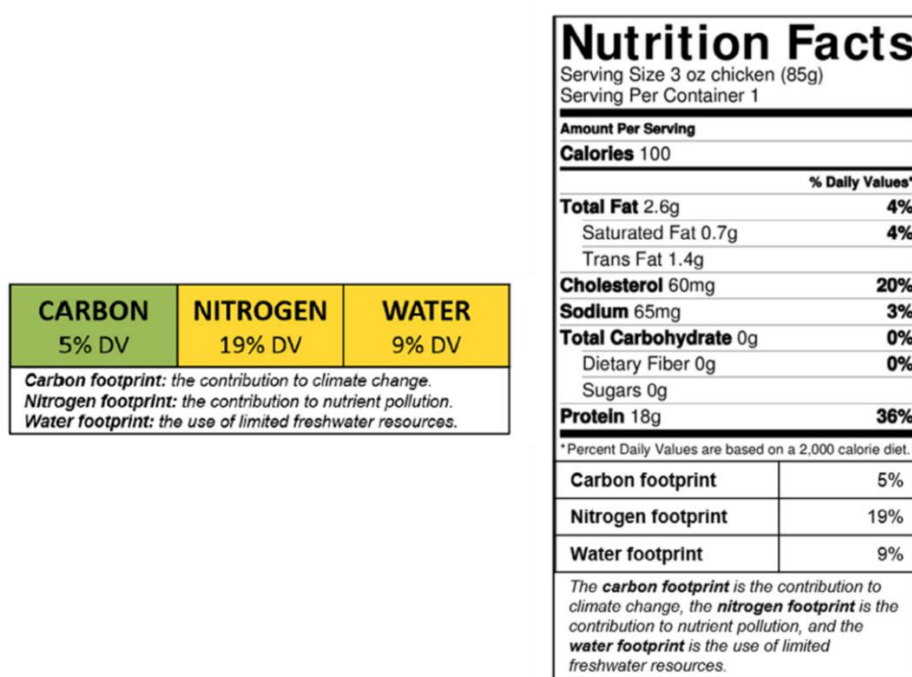 CARBON NITROGEN WATER
5% DV 19% DV 9% DV
Carbon footprint: the contribution to climate change.
Nitrogen footprint: the contribution to nutrient pollution.
Water footprint: the use of limited freshwater resources.
Nutrition Facts
Serving Size 3 oz chicken (85g)
Serving Per Container 1
Amount Per Serving
Calories 100
% Daily Values*
Total Fat 2.6g 4%
Saturated Fat 0.7g 4%
Trans Fat 1.4g
Cholesterol 60mg 20%
Sodium 65mg 3%
Total Carbohydrate 0g 0%
Dietary Fiber 0g 0%
Sugars 0g
Protein 18g 36%
*Percent Daily Values are based on a 2,000 calorie diet.
Carbon footprint 5%
Nitrogen footprint 19%
Water footprint 9%
The carbon footprint is the contribution to
climate change, the nitrogen footprint is the
contribution to nutrient pollution, and the
water footprint is the use of limited
freshwater resources.